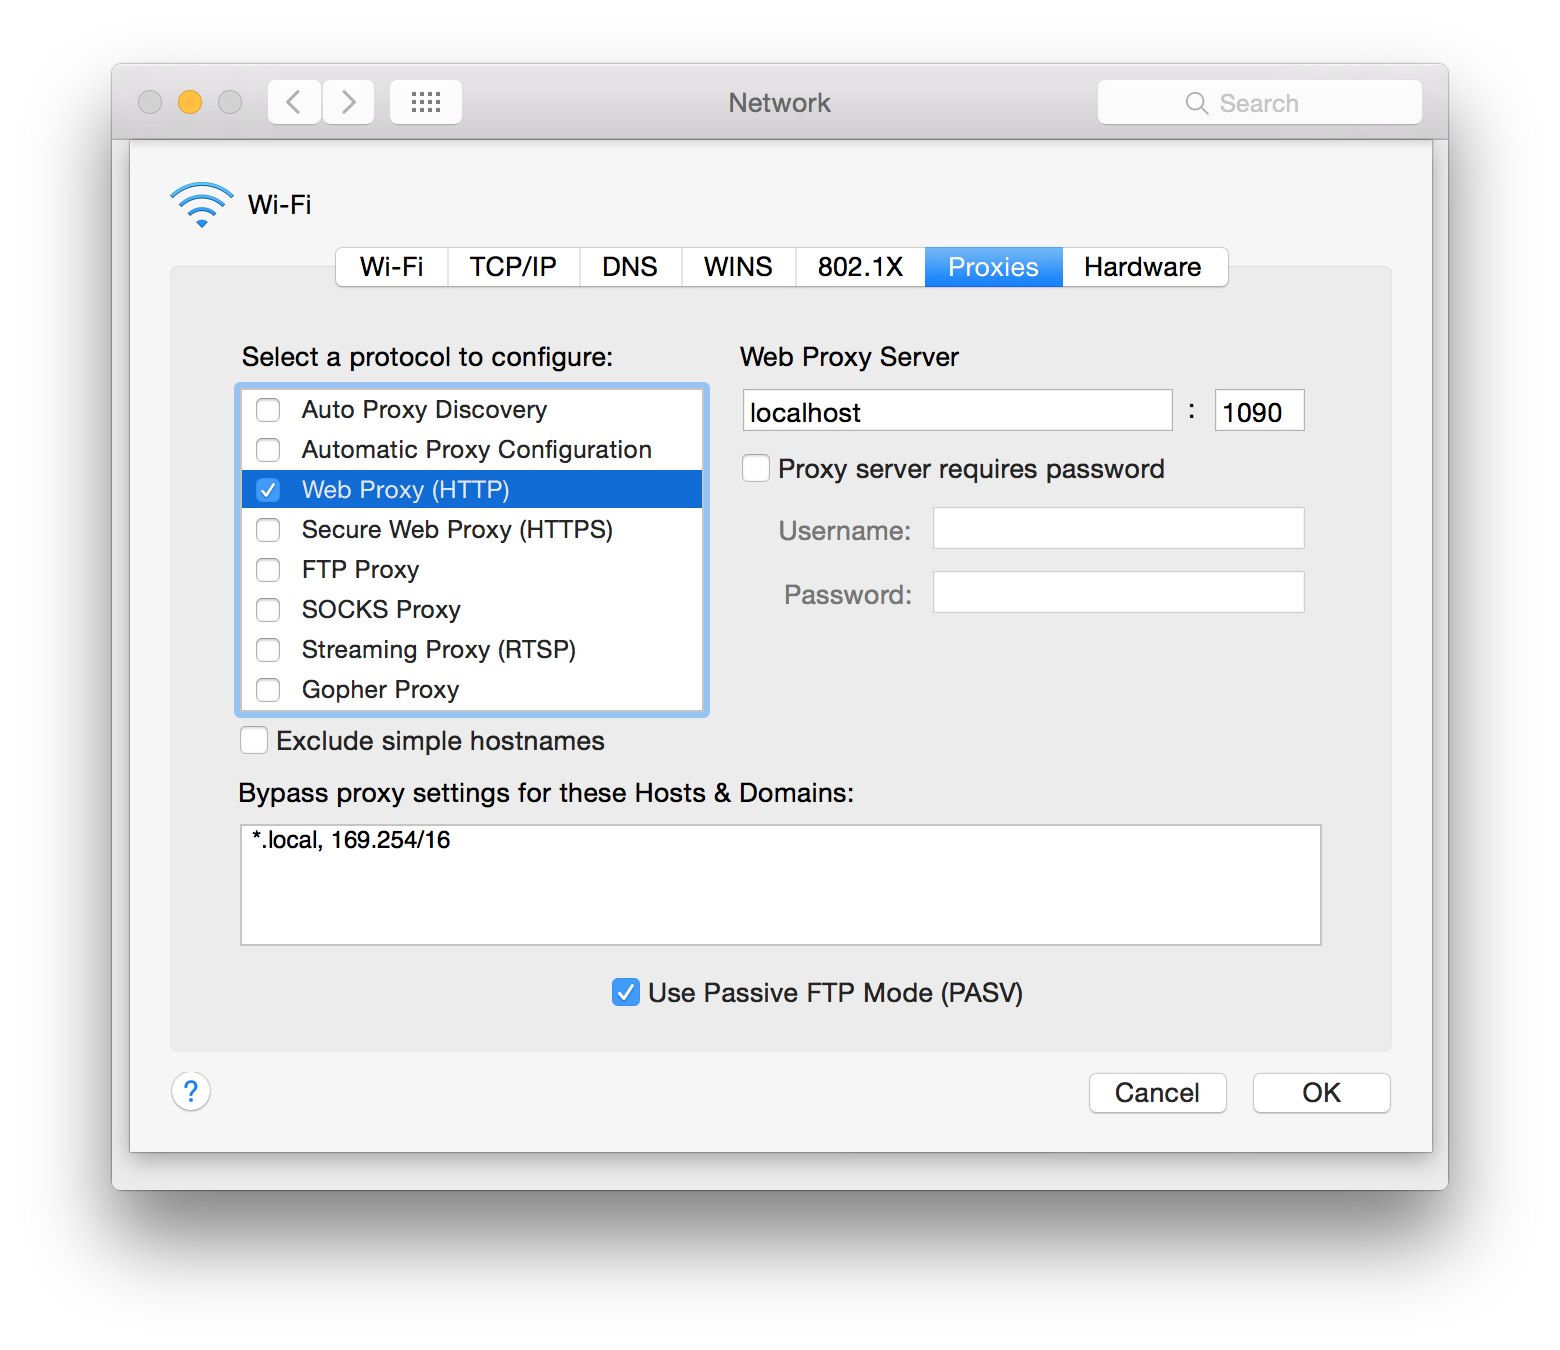 Network
Search
Wi-Fi
Wi-Fi TCP/IP DNS WINS 802.1X Proxies Hardware
Select a protocol to configure:
Auto Proxy Discovery
Automatic Proxy Configuration
Web Proxy (HTTP)
Secure Web Proxy (HTTPS)
FTP Proxy
SOCKS Proxy
Streaming Proxy (RTSP)
Gopher Proxy
Exclude simple hostnames
Web Proxy Server
localhost : 1090
Proxy server requires password
Username:
Password:
Bypass proxy settings for these Hosts & Domains:
*.local, 169.254/16
Use Passive FTP Mode (PASV)
?
Cancel OK